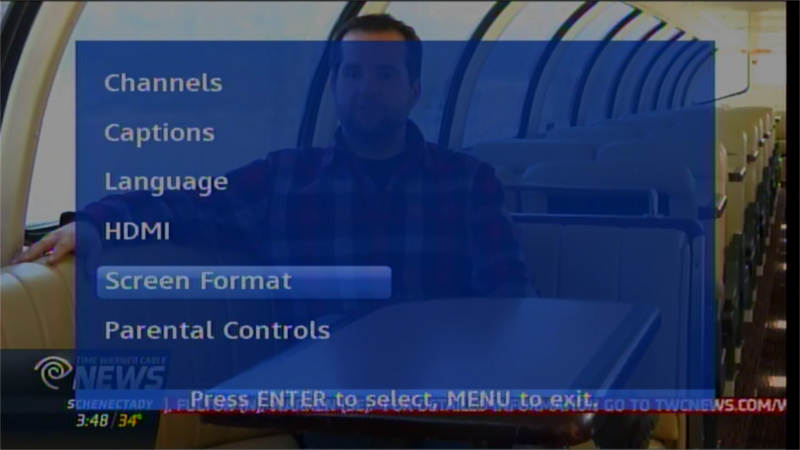 Channels
Captions
Language
HDMI
Screen Format
Parental Controls
TIME WARNER CABLE
NEWS
Press ENTER to select, MENU to exit.
SCHENECTADY
GO TO TWCNEWS.COM/
3:48 / 34°